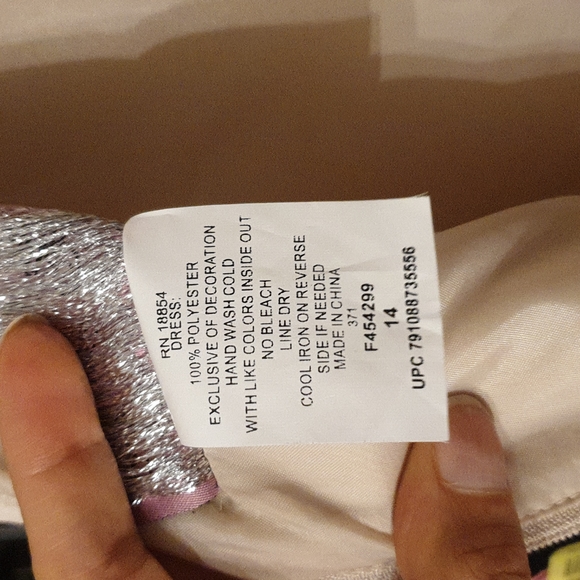 RN 18854
DRESS:
100% POLYESTER
EXCLUSIVE OF DECORATION
HAND WASH COLD
WITH LIKE COLORS INSIDE OUT
NO BLEACH
LINE DRY
COOL IRON ON REVERSE
SIDE IF NEEDED
MADE IN CHINA
371
F454299
14
UPC 791088735556